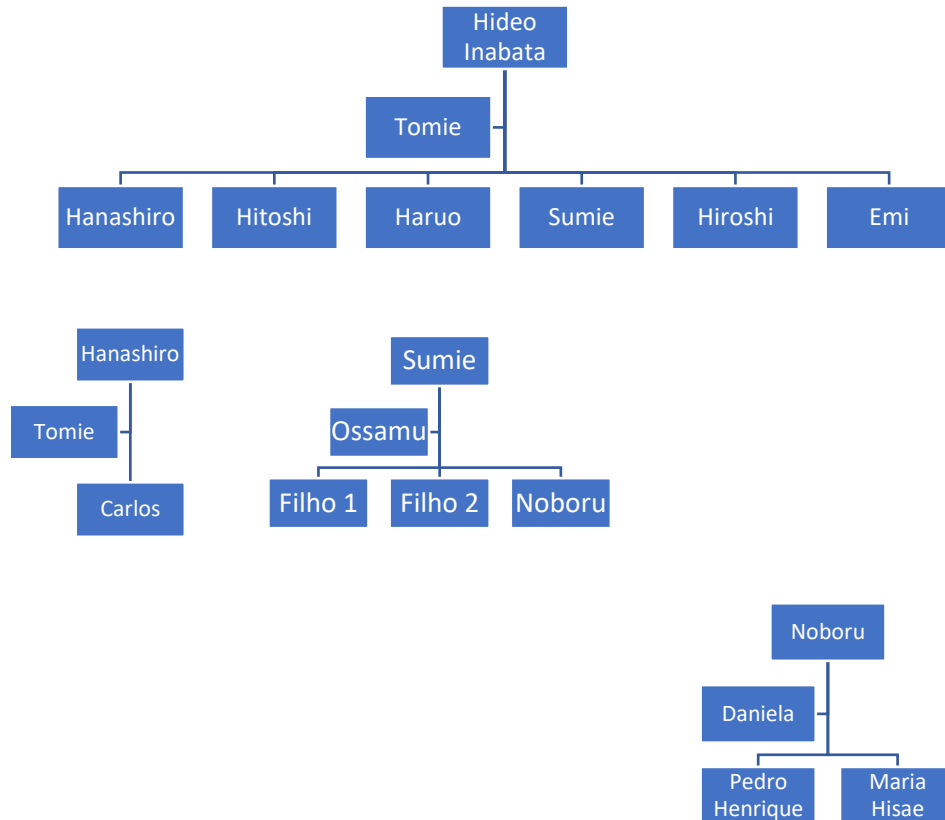 Hideo
Inabata
Tomie
Hanashiro
Hitoshi
Haruo
Sumie
Hiroshi
Emi
Hanashiro
Tomie
Carlos
Sumie
Ossamu
Filho 1
Filho 2
Noboru
Noboru
Daniela
Pedro
Henrique
Maria
Hisae